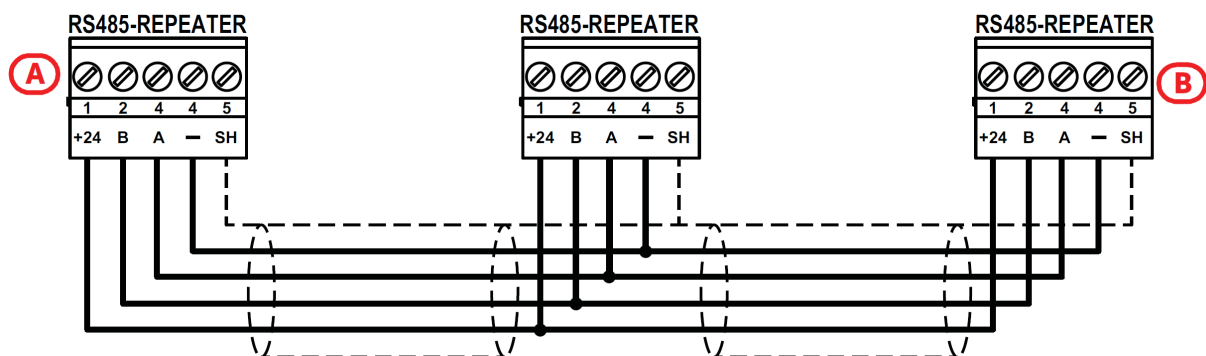 RS485-REPEATER RS485-REPEATER RS485-REPEATER
A B
1 2 4 4 5 1 2 4 4 5 1 2 4 4 5
+24 B A – SH +24 B A – SH +24 B A – SH